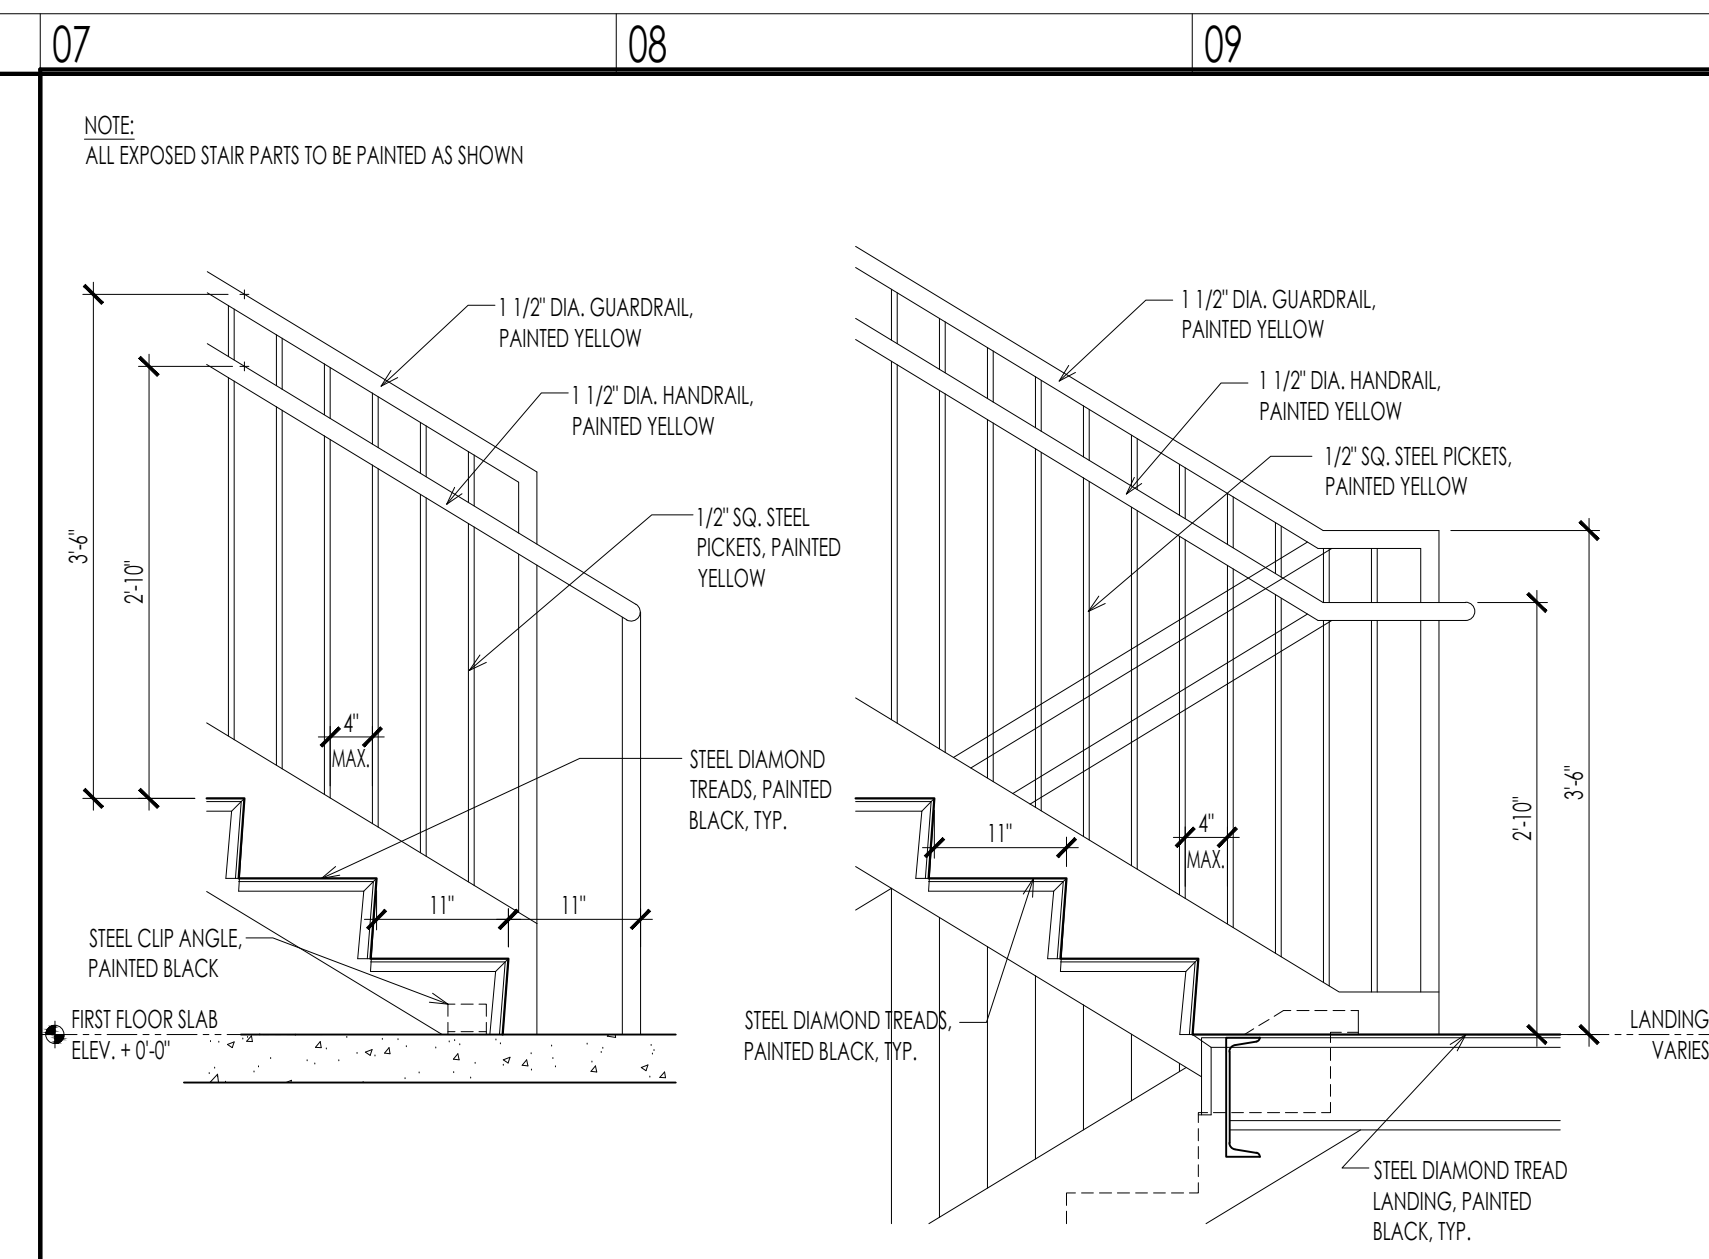 07
08
09
NOTE:
ALL EXPOSED STAIR PARTS TO BE PAINTED AS SHOWN
1 1/2" DIA. GUARDRAIL,
PAINTED YELLOW
1 1/2" DIA. HANDRAIL,
PAINTED YELLOW
1/2" SQ. STEEL
PICKETS, PAINTED
YELLOW
3'-6"
2'-10"
4"
MAX.
STEEL DIAMOND
TREADS, PAINTED
BLACK, TYP.
11"
11"
STEEL CLIP ANGLE,
PAINTED BLACK
FIRST FLOOR SLAB
ELEV. + 0'-0"
1 1/2" DIA. GUARDRAIL,
PAINTED YELLOW
1 1/2" DIA. HANDRAIL,
PAINTED YELLOW
1/2" SQ. STEEL PICKETS,
PAINTED YELLOW
11"
4"
MAX.
2'-10"
3'-6"
STEEL DIAMOND TREADS,
PAINTED BLACK, TYP.
LANDING
VARIES
STEEL DIAMOND TREAD
LANDING, PAINTED
BLACK, TYP.